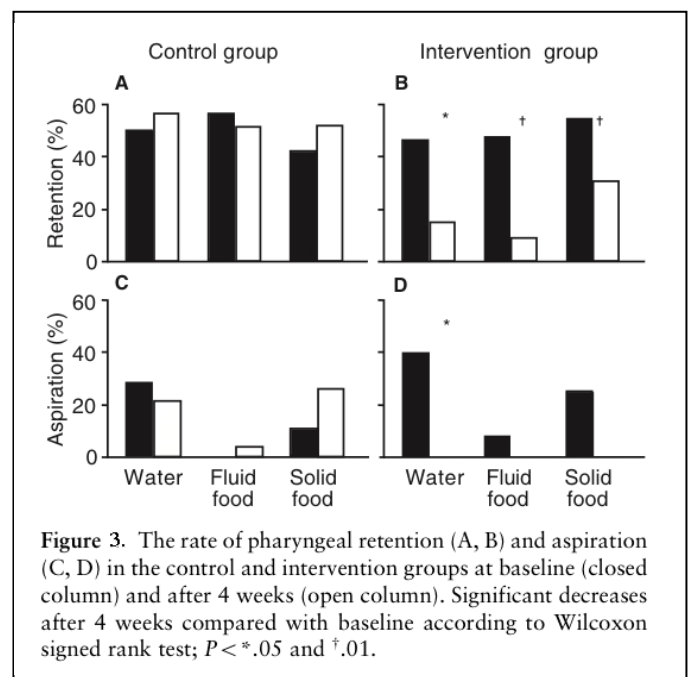 Control group
Intervention group
A
B
Retention (%)
60
40
20
0
*
†
†
C
D
Aspiration (%)
60
40
20
0
*
Water
Fluid food
Solid food
Water
Fluid food
Solid food
Figure 3. The rate of pharyngeal retention (A, B) and aspiration
(C, D) in the control and intervention groups at baseline (closed
column) and after 4 weeks (open column). Significant decreases
after 4 weeks compared with baseline according to Wilcoxon
signed rank test; P<*.05 and †.01.